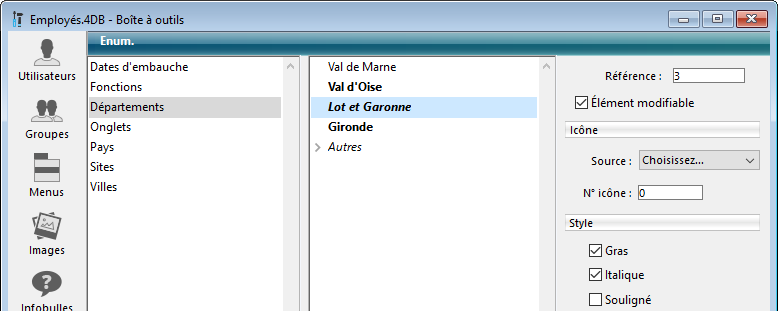 Employés.4DB - Boîte à outils
Enum.
Utilisateurs
Groupes
Menus
Images
Infobulles
Dates d'embauche
Fonctions
Départements
Onglets
Pays
Sites
Villes
Val de Marne
Val d'Oise
Lot et Garonne
Gironde
Autres
Référence : 3
Élément modifiable
Icône
Source : Choisissez...
N° icône : 0
Style
Gras
Italique
Souligné